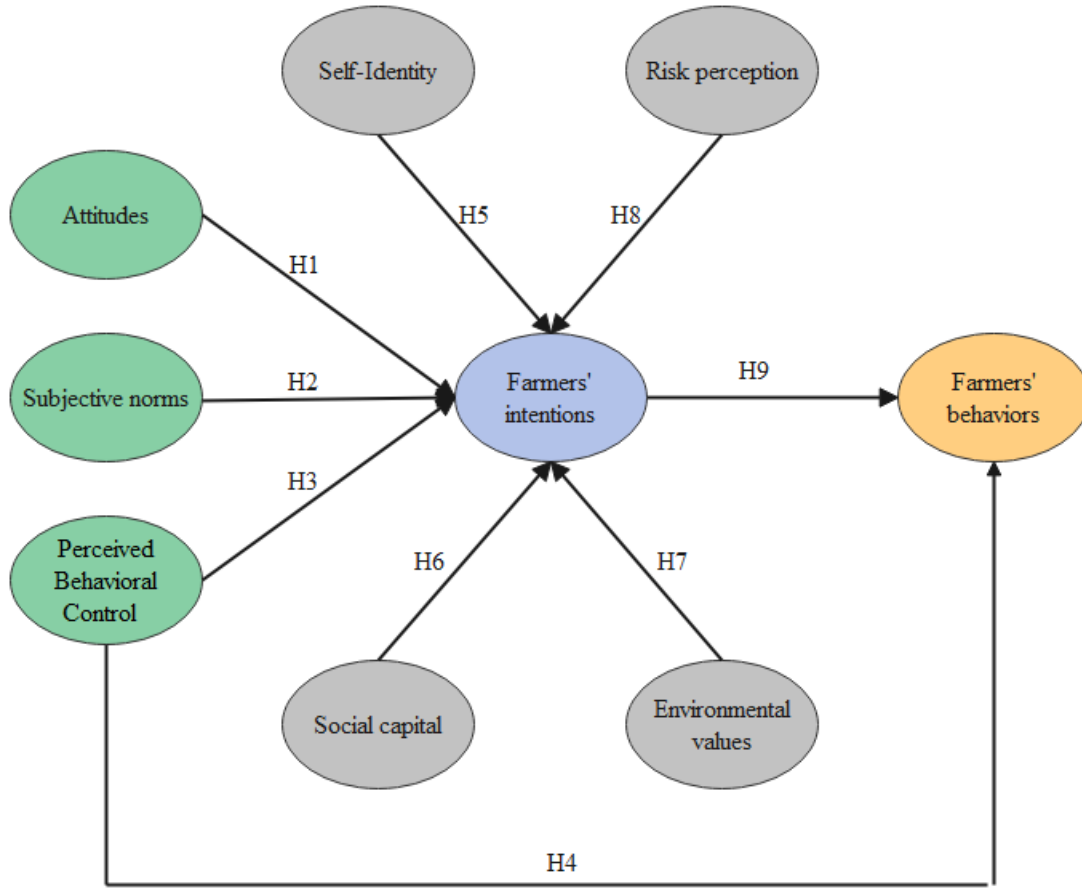 Self-Identity
Risk perception
Attitudes
H5
H8
H1
Subjective norms
H2
Farmers'
intentions
H9
Farmers'
behaviors
H3
Perceived
Behavioral
Control
H6
H7
Social capital
Environmental
values
H4